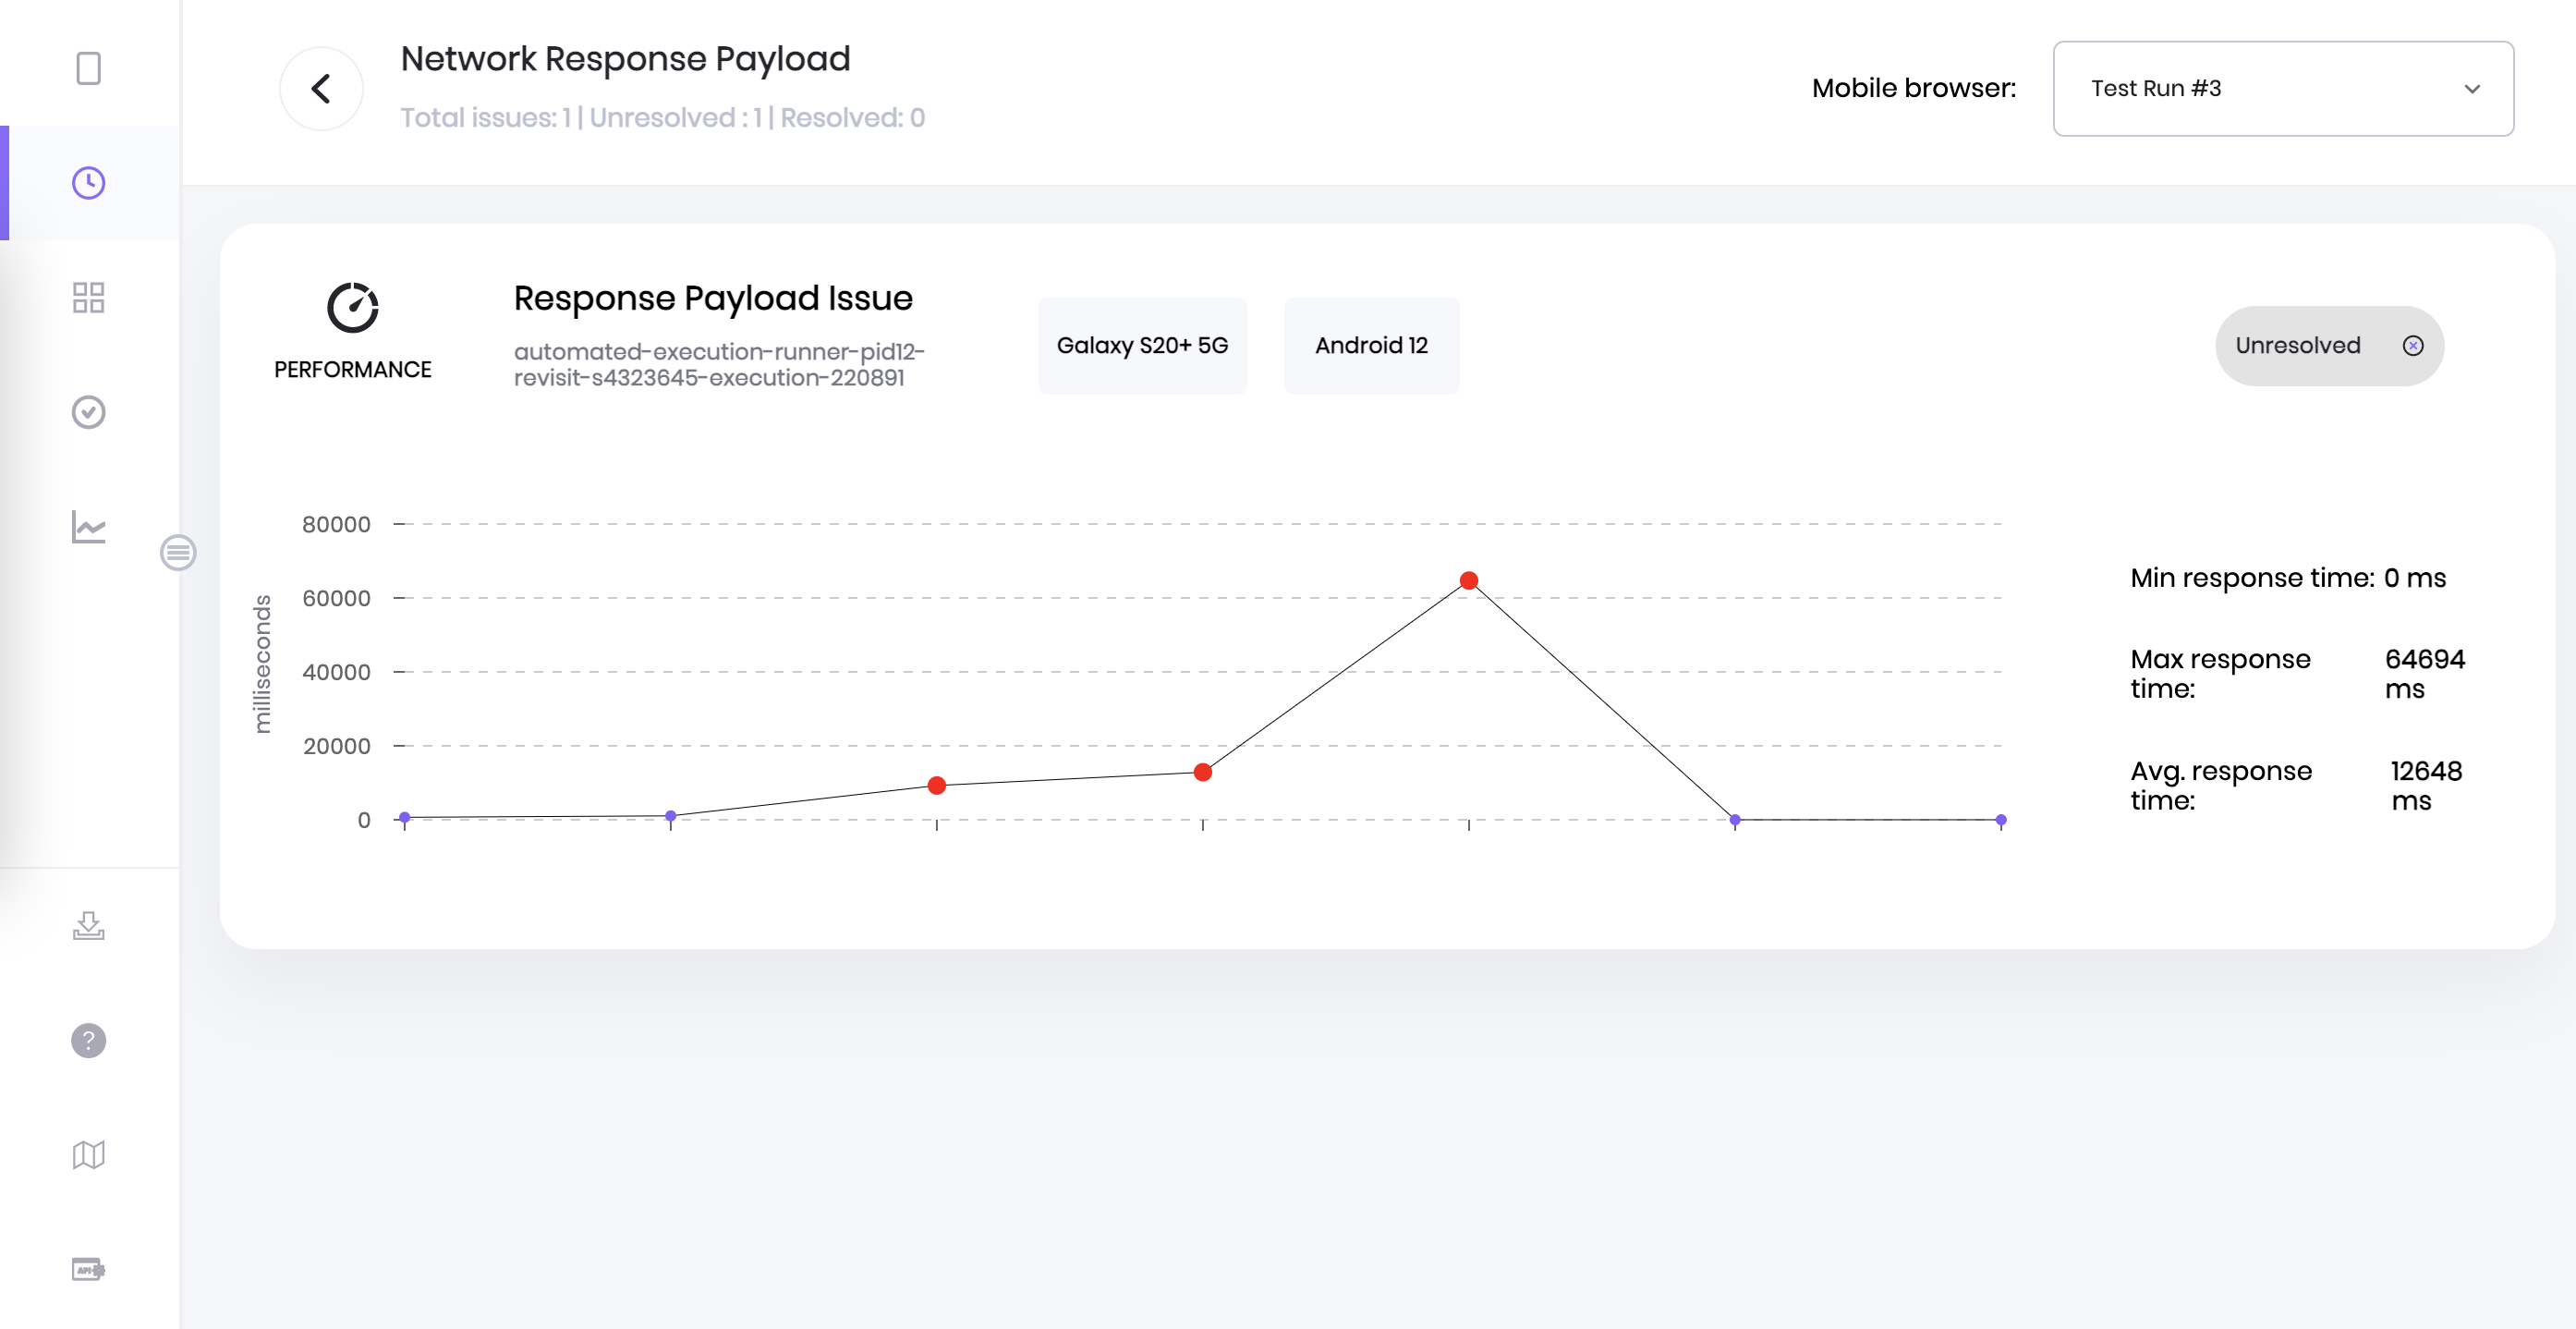 Network Response Payload
Total issues: 1 | Unresolved : 1 | Resolved: 0
Mobile browser:
Test Run #3
PERFORMANCE
Response Payload Issue
automated-execution-runner-pid12-
revisit-s4323645-execution-220891
Galaxy S20+ 5G
Android 12
Unresolved
milliseconds
80000
60000
40000
20000
0
Min response time: 0 ms
Max response
time:
64694
ms
Avg. response
time:
12648
ms
?
API